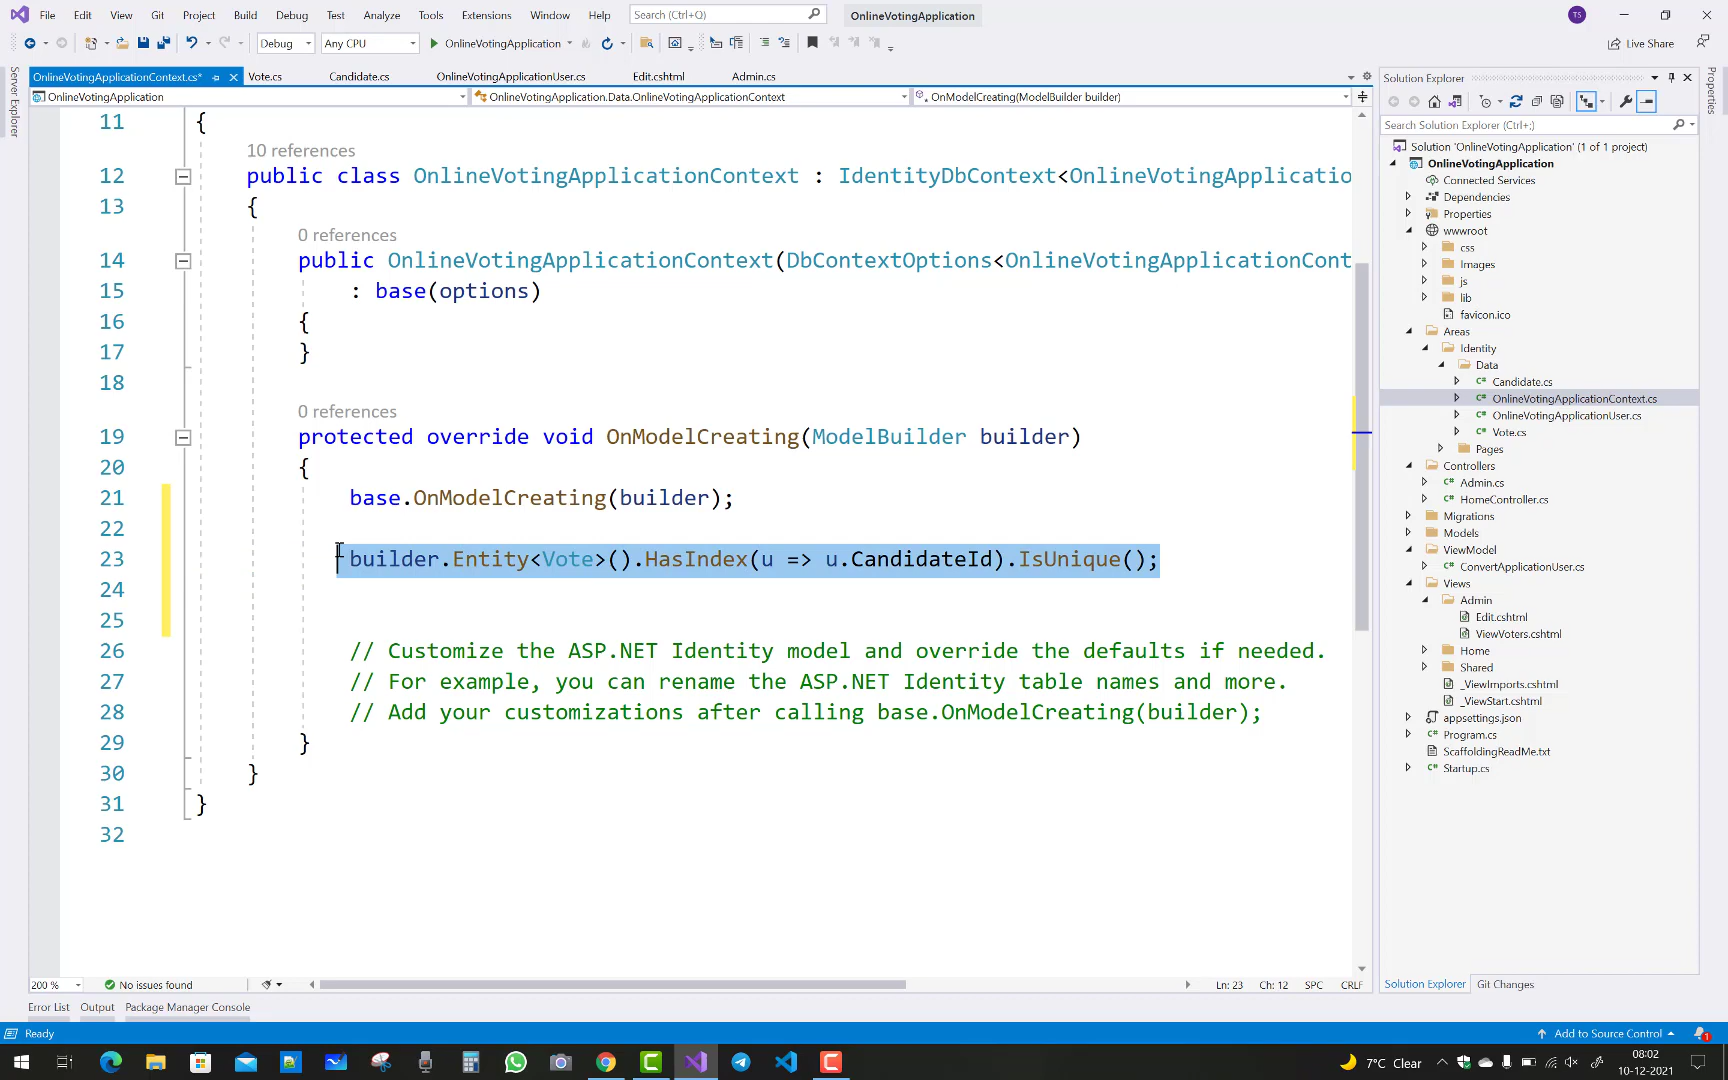 File Edit View Git Project Build Debug Test Analyze Tools Extensions Window Help Search (Ctrl+Q) OnlineVotingApplication TS
Debug Any CPU OnlineVotingApplication Live Share
OnlineVotingApplicationContext.cs* Vote.cs Candidate.cs OnlineVotingApplicationUser.cs Edit.cshtml Admin.cs
OnlineVotingApplication OnlineVotingApplication.Data.OnlineVotingApplicationContext OnModelCreating(ModelBuilder builder)
Server Explorer
11 {
10 references
12 public class OnlineVotingApplicationContext : IdentityDbContext<OnlineVotingApplicatio
13 {
0 references
14 public OnlineVotingApplicationContext(DbContextOptions<OnlineVotingApplicationCont
15 : base(options)
16 {
17 }
18
0 references
19 protected override void OnModelCreating(ModelBuilder builder)
20 {
21 base.OnModelCreating(builder);
22
23 builder.Entity<Vote>().HasIndex(u => u.CandidateId).IsUnique();
24
25
26 // Customize the ASP.NET Identity model and override the defaults if needed.
27 // For example, you can rename the ASP.NET Identity table names and more.
28 // Add your customizations after calling base.OnModelCreating(builder);
29 }
30 }
31 }
32
200 % No issues found Ln: 23 Ch: 12 SPC CRLF
Error List Output Package Manager Console
Solution Explorer
Search Solution Explorer (Ctrl+;)
Solution 'OnlineVotingApplication' (1 of 1 project)
OnlineVotingApplication
Connected Services
Dependencies
Properties
wwwroot
css
Images
js
lib
favicon.ico
Areas
Identity
Data
C# Candidate.cs
C# OnlineVotingApplicationContext.cs
C# OnlineVotingApplicationUser.cs
C# Vote.cs
Pages
Controllers
C# Admin.cs
C# HomeController.cs
Migrations
Models
ViewModel
C# ConvertApplicationUser.cs
Views
Admin
Edit.cshtml
ViewVoters.cshtml
Home
Shared
_ViewImports.cshtml
_ViewStart.cshtml
appsettings.json
C# Program.cs
ScaffoldingReadMe.txt
C# Startup.cs
Solution Explorer Git Changes
Properties
Ready Add to Source Control 1
7°C Clear 08:02
10-12-2021